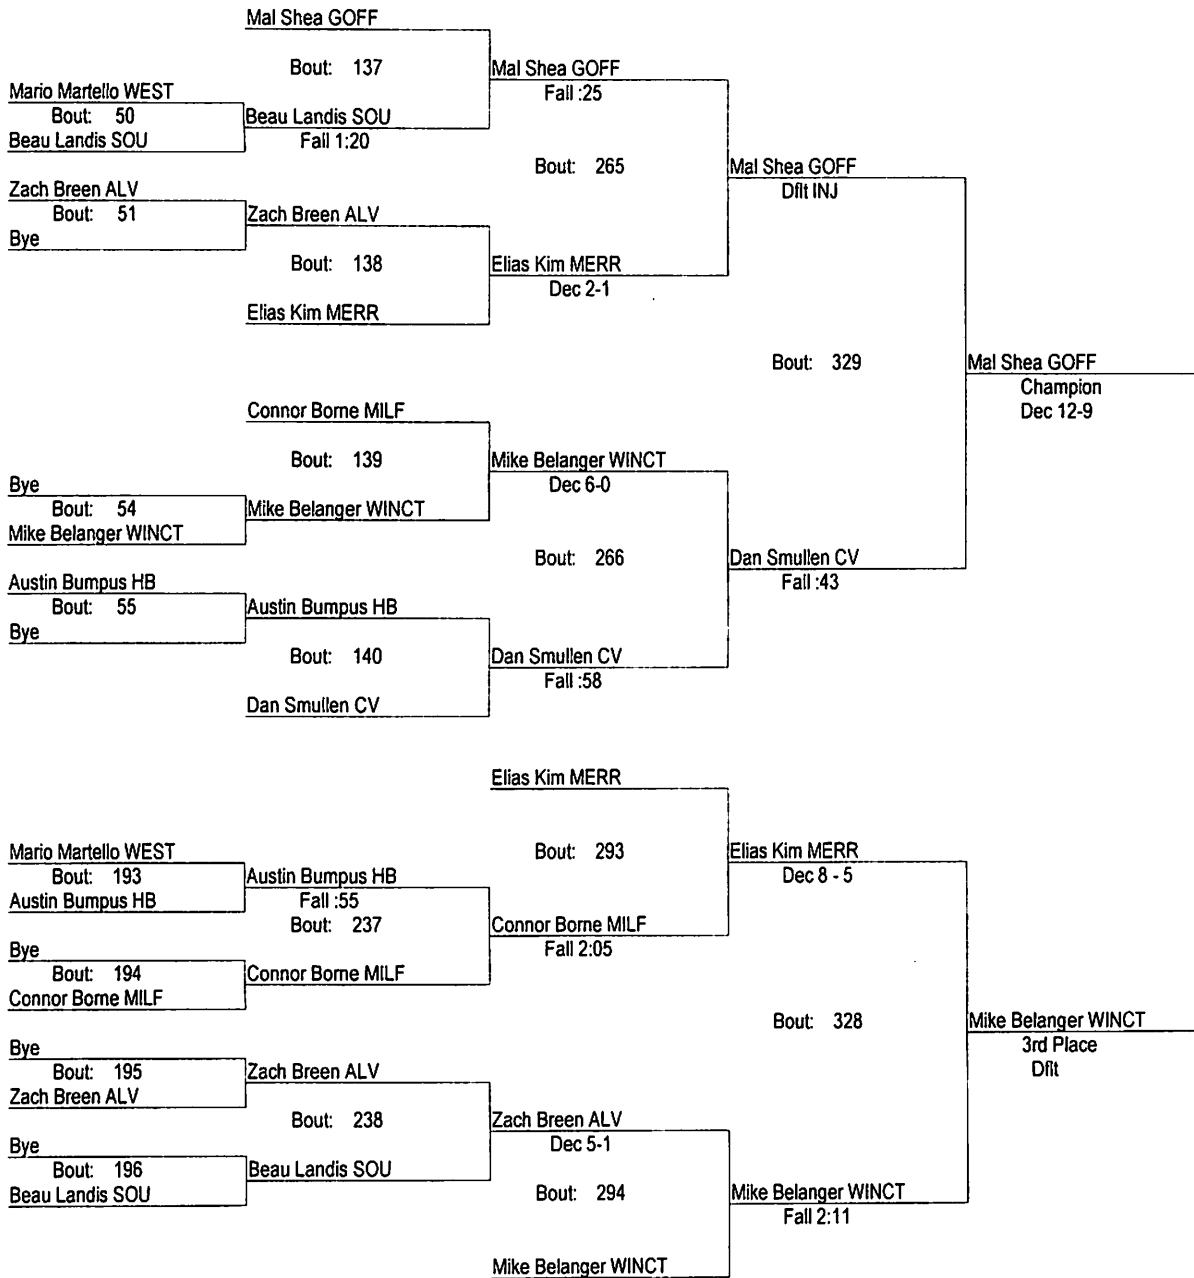 Mal Shea GOFF
Bout: 137
Mal Shea GOFF
Fall :25
Mario Martello WEST
Bout: 50
Beau Landis SOU
Beau Landis SOU
Fall 1:20
Bout: 265
Mal Shea GOFF
Dflt INJ
Zach Breen ALV
Bout: 51
Bye
Zach Breen ALV
Bout: 138
Elias Kim MERR
Dec 2-1
Elias Kim MERR
Bout: 329
Mal Shea GOFF
Champion
Dec 12-9
Connor Borne MILF
Bout: 139
Mike Belanger WINCT
Dec 6-0
Bye
Bout: 54
Mike Belanger WINCT
Mike Belanger WINCT
Bout: 266
Dan Smullen CV
Fall :43
Austin Bumpus HB
Bout: 55
Bye
Austin Bumpus HB
Bout: 140
Dan Smullen CV
Fall :58
Dan Smullen CV
Elias Kim MERR
Bout: 293
Elias Kim MERR
Dec 8 - 5
Mario Martello WEST
Bout: 193
Austin Bumpus HB
Austin Bumpus HB
Fall :55
Bout: 237
Connor Borne MILF
Fall 2:05
Bye
Bout: 194
Connor Borne MILF
Connor Borne MILF
Bout: 328
Mike Belanger WINCT
3rd Place
Dflt
Bye
Bout: 195
Zach Breen ALV
Zach Breen ALV
Bout: 238
Zach Breen ALV
Dec 5-1
Bye
Bout: 196
Beau Landis SOU
Beau Landis SOU
Bout: 294
Mike Belanger WINCT
Fall 2:11
Mike Belanger WINCT